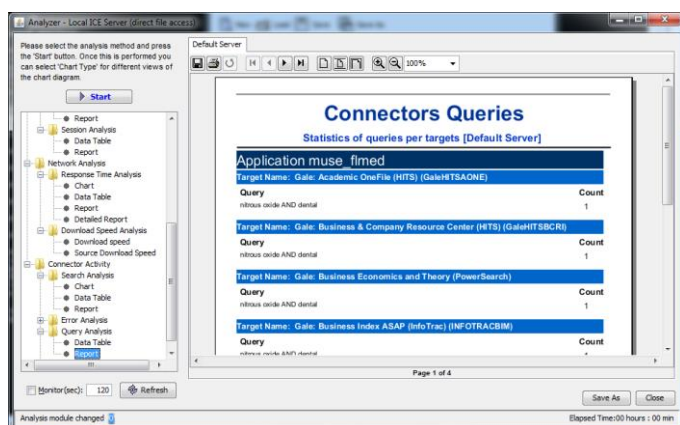 Analyzer - Local ICE Server (direct file access)
Please select the analysis method and press
the 'Start' button. Once this is performed you
can select 'Chart Type' for different views of
the chart diagram.
Start
Report
Session Analysis
Data Table
Report
Network Analysis
Response Time Analysis
Chart
Data Table
Report
Detailed Report
Download Speed Analysis
Download speed
Source Download Speed
Connector Activity
Search Analysis
Chart
Data Table
Report
Error Analysis
Query Analysis
Data Table
Report
Monitor(sec): 120 Refresh
Default Server
100%
Connectors Queries
Statistics of queries per targets [Default Server]
Application muse_flmed
Target Name: Gale: Academic OneFile (HITS) (GaleHITSAONE)
Query Count
nitrous oxide AND dental 1
Target Name: Gale: Business & Company Resource Center (HITS) (GaleHITSBCRI)
Query Count
nitrous oxide AND dental 1
Target Name: Gale: Business Economics and Theory (PowerSearch)
Query Count
nitrous oxide AND dental 1
Target Name: Gale: Business Index ASAP (InfoTrac) (INFOTRACBIM)
Query Count
nitrous oxide AND dental 1
Page 1 of 4
Save As Close
Analysis module changed Elapsed Time:00 hours : 00 min